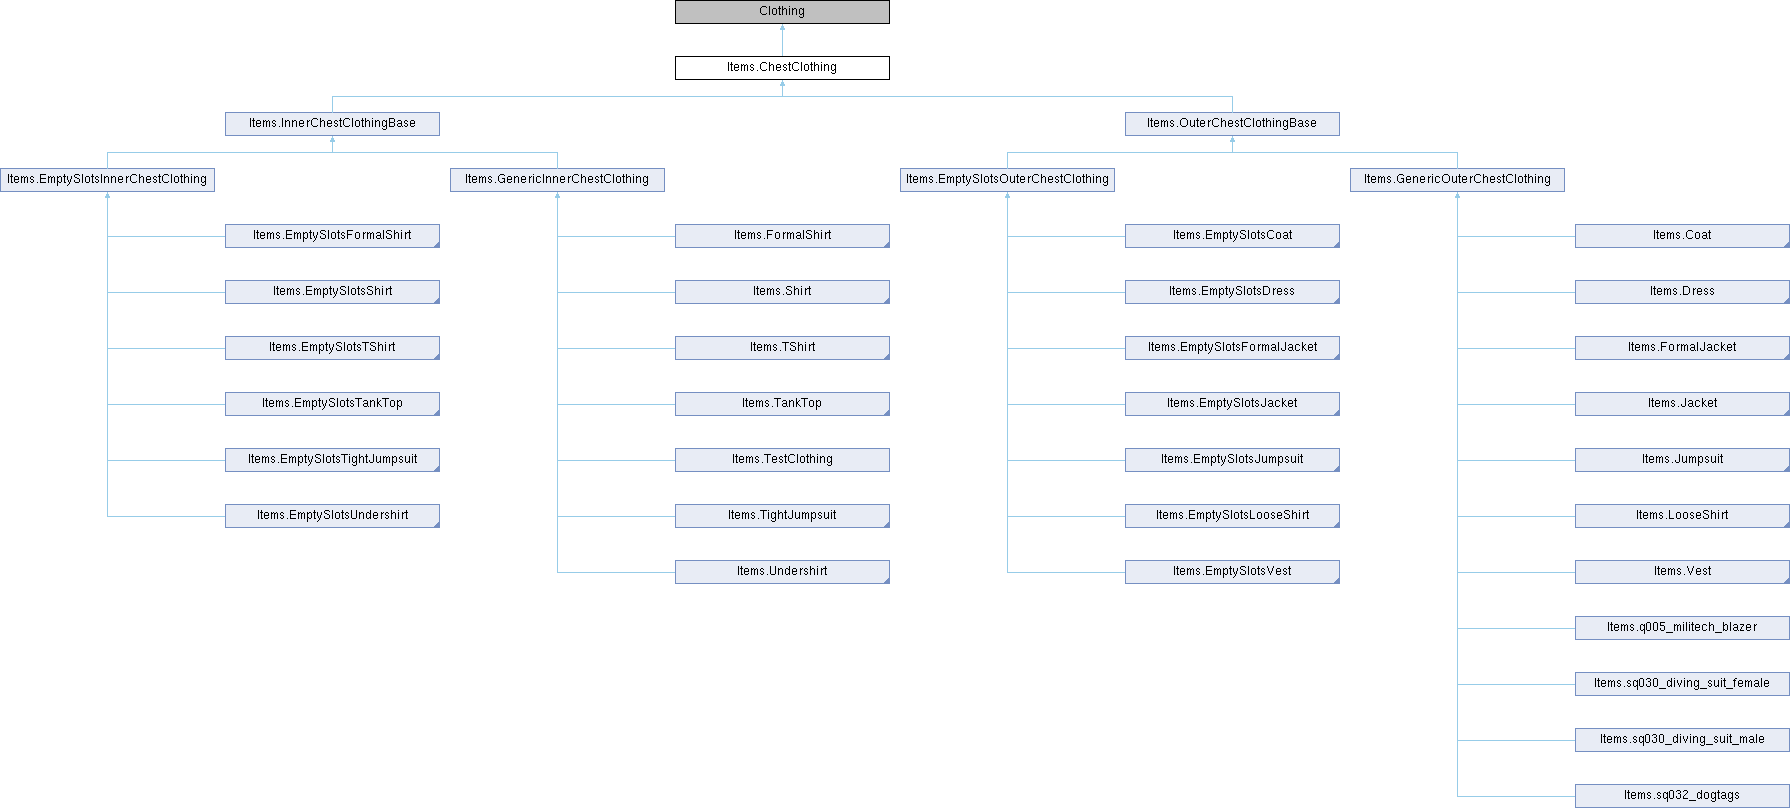 Clothing
Items.ChestClothing
Items.InnerChestClothingBase
Items.OuterChestClothingBase
Items.EmptySlotsInnerChestClothing
Items.GenericInnerChestClothing
Items.EmptySlotsOuterChestClothing
Items.GenericOuterChestClothing
Items.EmptySlotsFormalShirt
Items.FormalShirt
Items.EmptySlotsCoat
Items.Coat
Items.EmptySlotsShirt
Items.Shirt
Items.EmptySlotsDress
Items.Dress
Items.EmptySlotsTShirt
Items.TShirt
Items.EmptySlotsFormalJacket
Items.FormalJacket
Items.EmptySlotsTankTop
Items.TankTop
Items.EmptySlotsJacket
Items.Jacket
Items.EmptySlotsTightJumpsuit
Items.TestClothing
Items.EmptySlotsJumpsuit
Items.Jumpsuit
Items.EmptySlotsUndershirt
Items.TightJumpsuit
Items.EmptySlotsLooseShirt
Items.LooseShirt
Items.Undershirt
Items.EmptySlotsVest
Items.Vest
Items.q005_militech_blazer
Items.sq030_diving_suit_female
Items.sq030_diving_suit_male
Items.sq032_dogtags